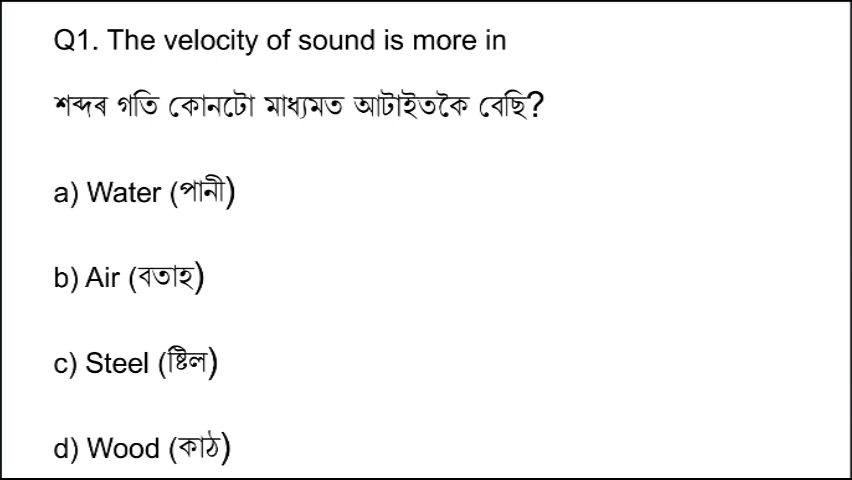 Q1. The velocity of sound is more in
শব্দৰ গতি কোনটো মাধ্যমত আটাইতকৈ বেছি?
a) Water (পানী)
b) Air (বতাহ)
c) Steel (ষ্টিল)
d) Wood (কাঠ)